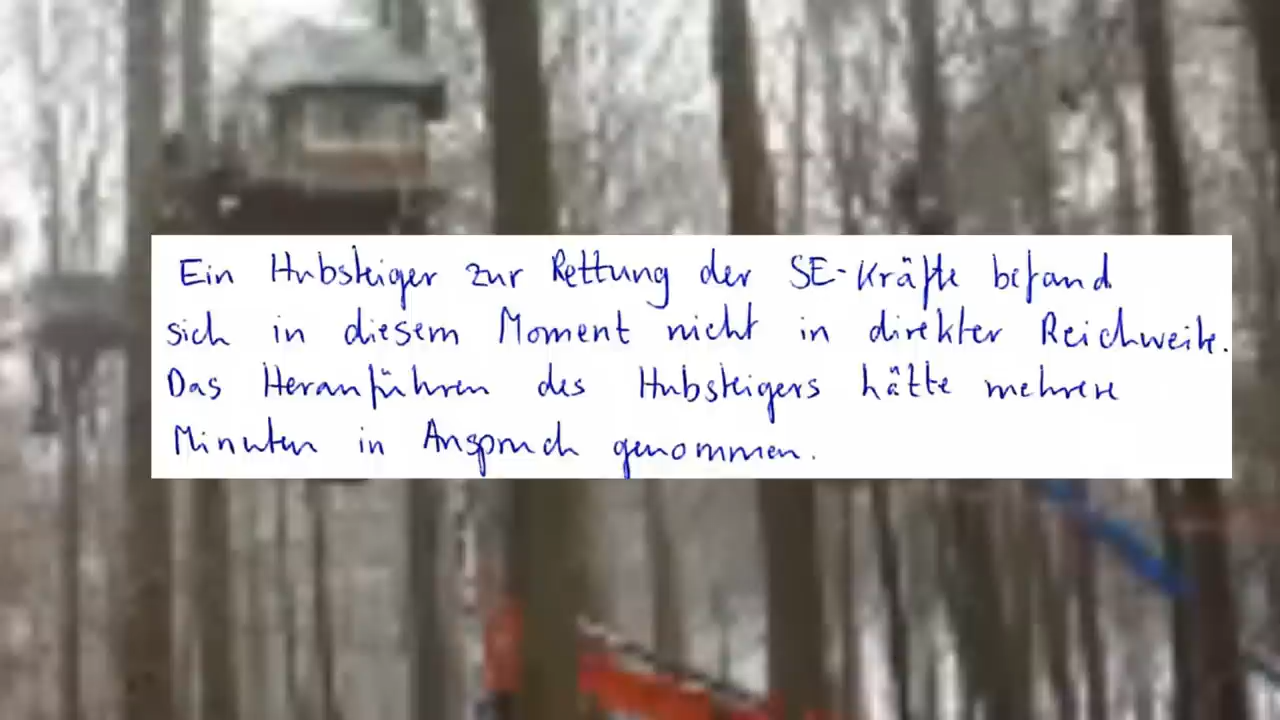 Ein Hubsteiger zur Rettung der SE-Kräfte befand
sich in diesem Moment nicht in direkter Reichweite.
Das Heranführen des Hubsteigers hätte mehrere
Minuten in Anspruch genommen.